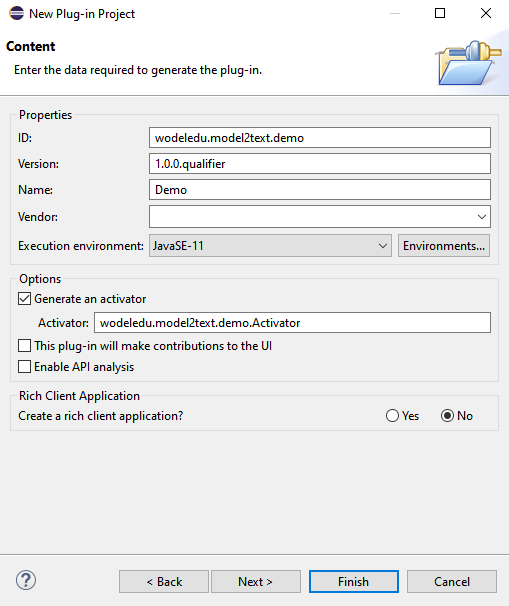 New Plug-in Project
Content
Enter the data required to generate the plug-in.
Properties
ID: wodeledu.model2text.demo
Version: 1.0.0.qualifier
Name: Demo
Vendor:
Execution environment: JavaSE-11 Environments...
Options
Generate an activator
Activator: wodeledu.model2text.demo.Activator
This plug-in will make contributions to the UI
Enable API analysis
Rich Client Application
Create a rich client application? Yes No
? < Back Next > Finish Cancel